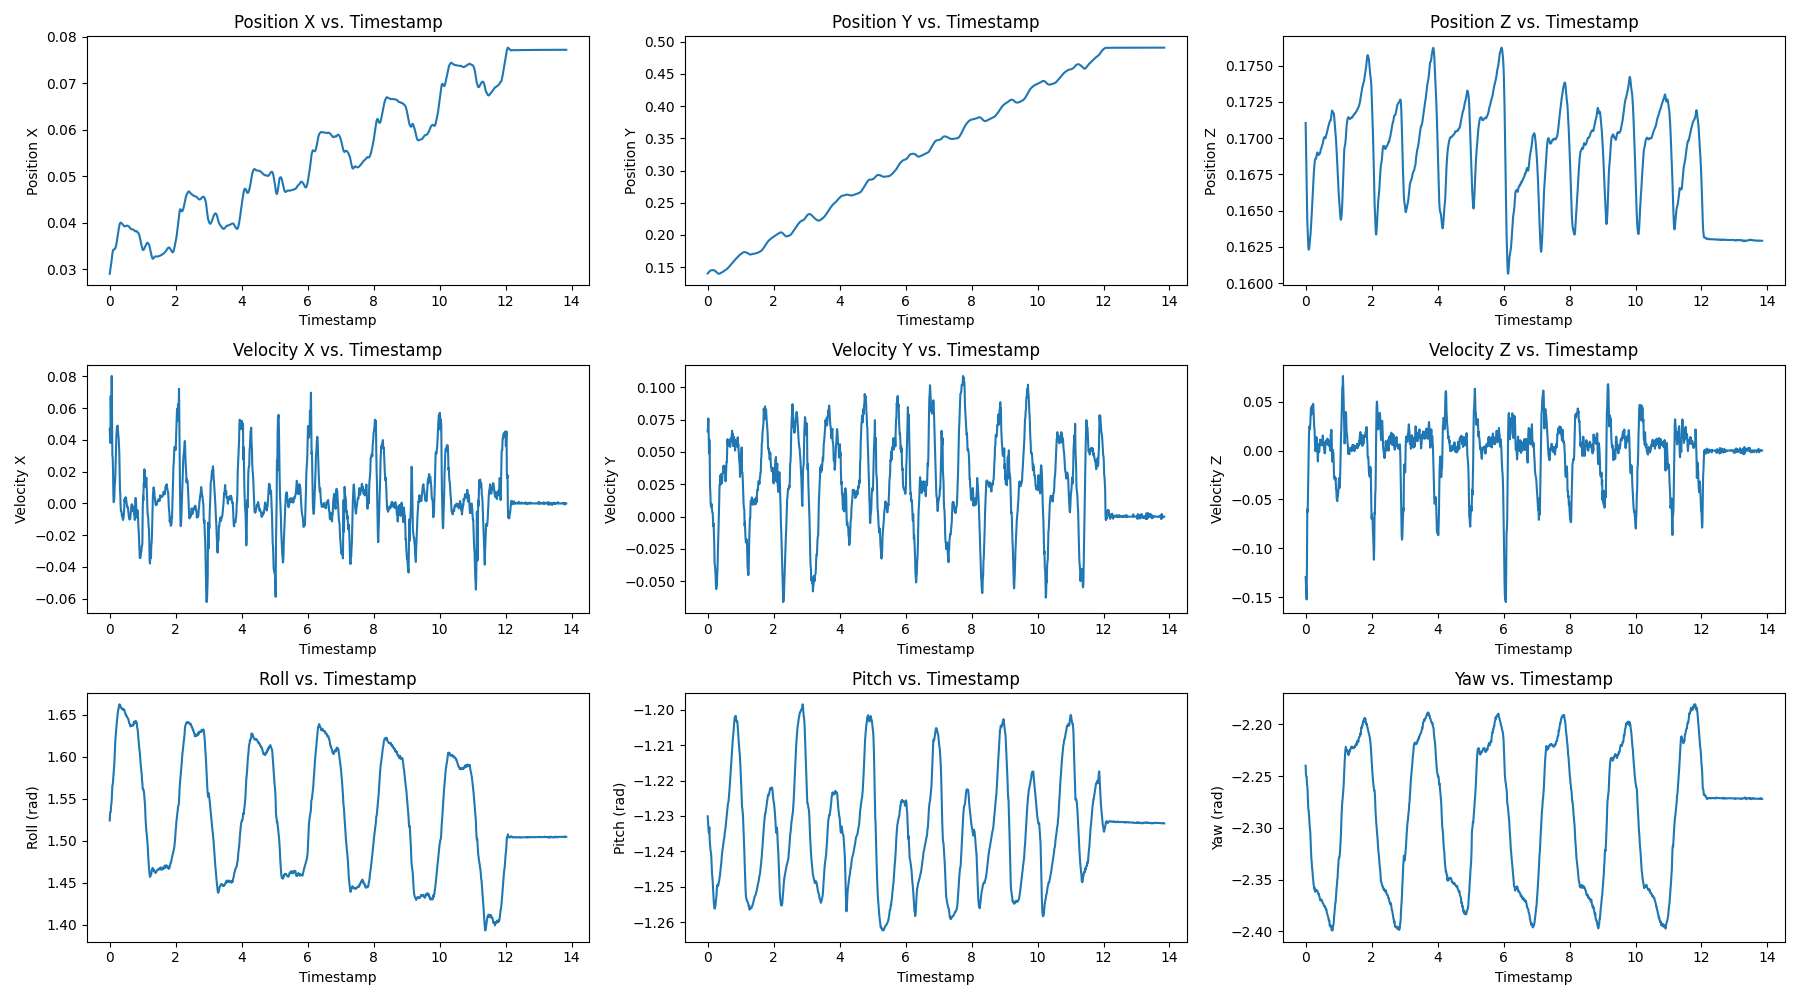 Position X vs. Timestamp
Position X
0.08
0.07
0.06
0.05
0.04
0.03
0 2 4 6 8 10 12 14
Timestamp
Position Y vs. Timestamp
Position Y
0.50
0.45
0.40
0.35
0.30
0.25
0.20
0.15
0 2 4 6 8 10 12 14
Timestamp
Position Z vs. Timestamp
Position Z
0.1750
0.1725
0.1700
0.1675
0.1650
0.1625
0.1600
0 2 4 6 8 10 12 14
Timestamp
Velocity X vs. Timestamp
Velocity X
0.08
0.06
0.04
0.02
0.00
−0.02
−0.04
−0.06
0 2 4 6 8 10 12 14
Timestamp
Velocity Y vs. Timestamp
Velocity Y
0.100
0.075
0.050
0.025
0.000
−0.025
−0.050
0 2 4 6 8 10 12 14
Timestamp
Velocity Z vs. Timestamp
Velocity Z
0.05
0.00
−0.05
−0.10
−0.15
0 2 4 6 8 10 12 14
Timestamp
Roll vs. Timestamp
Roll (rad)
1.65
1.60
1.55
1.50
1.45
1.40
0 2 4 6 8 10 12 14
Timestamp
Pitch vs. Timestamp
Pitch (rad)
−1.20
−1.21
−1.22
−1.23
−1.24
−1.25
−1.26
0 2 4 6 8 10 12 14
Timestamp
Yaw vs. Timestamp
Yaw (rad)
−2.20
−2.25
−2.30
−2.35
−2.40
0 2 4 6 8 10 12 14
Timestamp